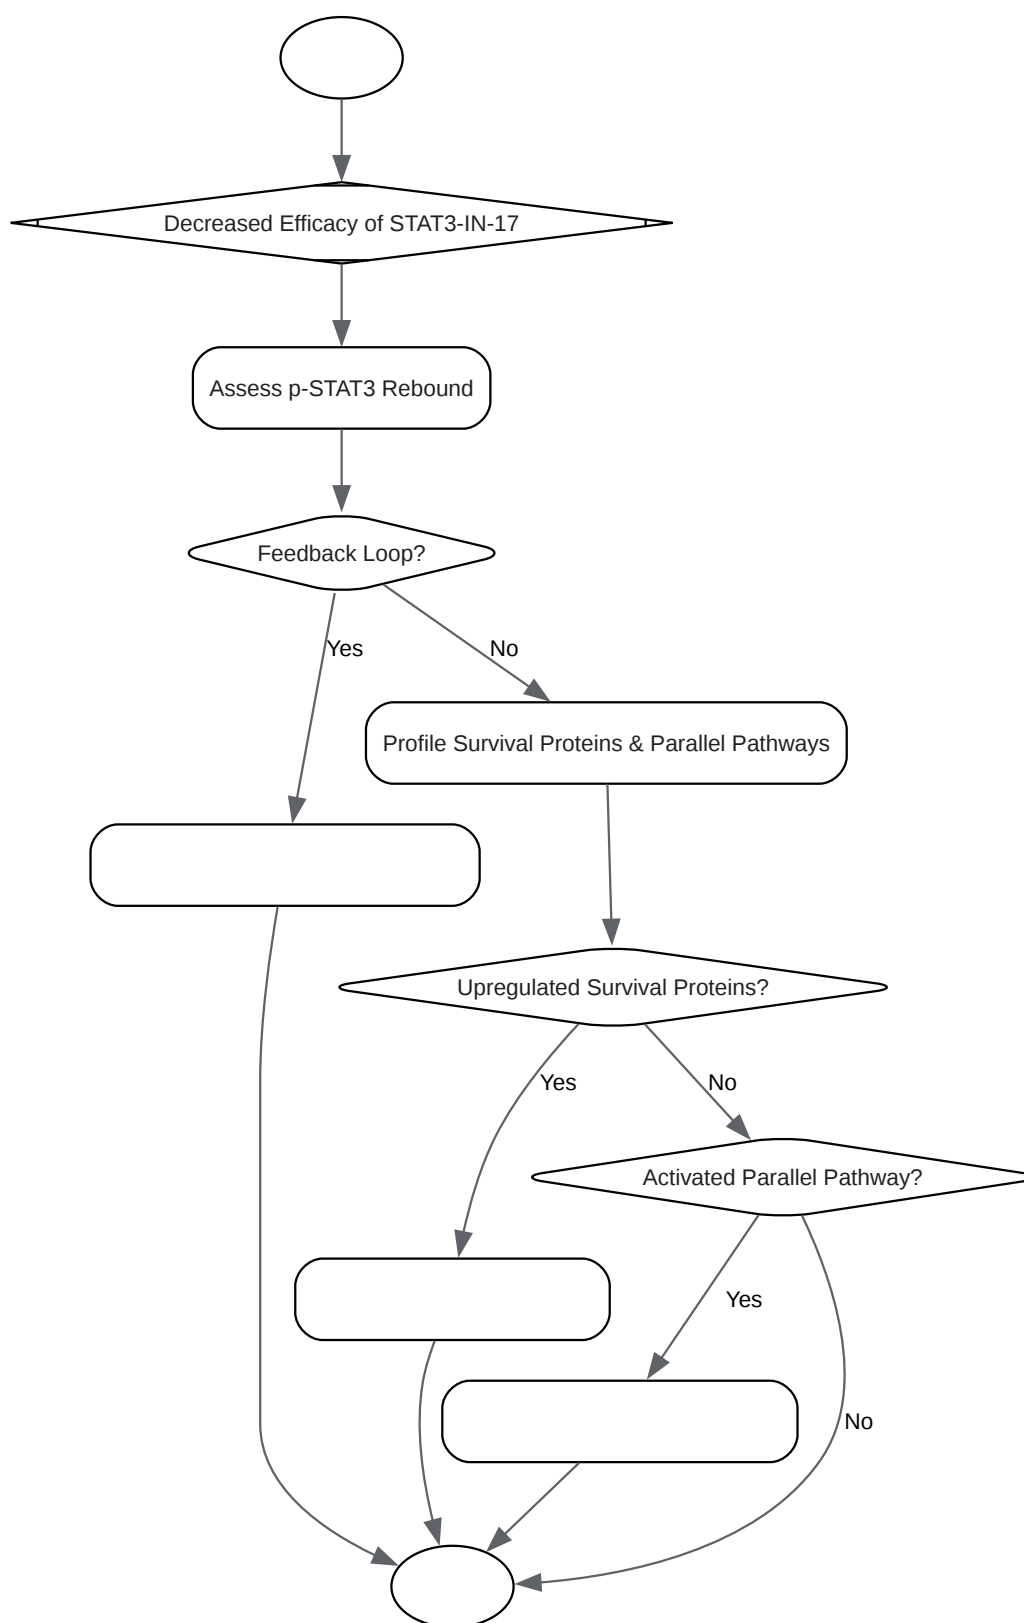 Decreased Efficacy of STAT3-IN-17
Assess p-STAT3 Rebound
Feedback Loop?
Yes
No
Profile Survival Proteins & Parallel Pathways
Upregulated Survival Proteins?
Yes
No
Activated Parallel Pathway?
Yes
No